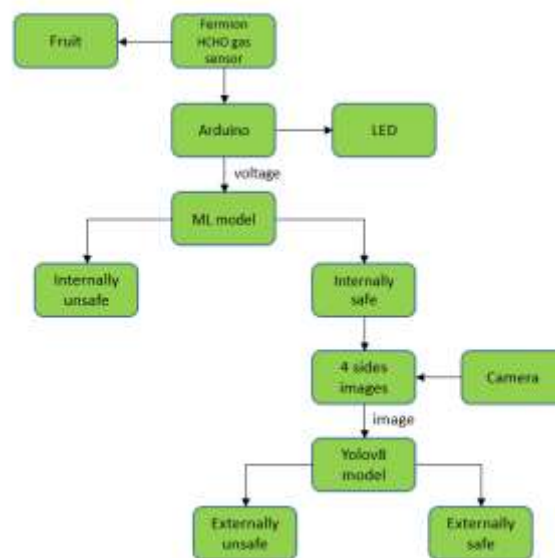 Fruit
Fermion
HCHO gas
sensor
Arduino
LED
voltage
ML model
Internally
unsafe
Internally
safe
4 sides
images
Camera
image
Yolov8
model
Externally
unsafe
Externally
safe